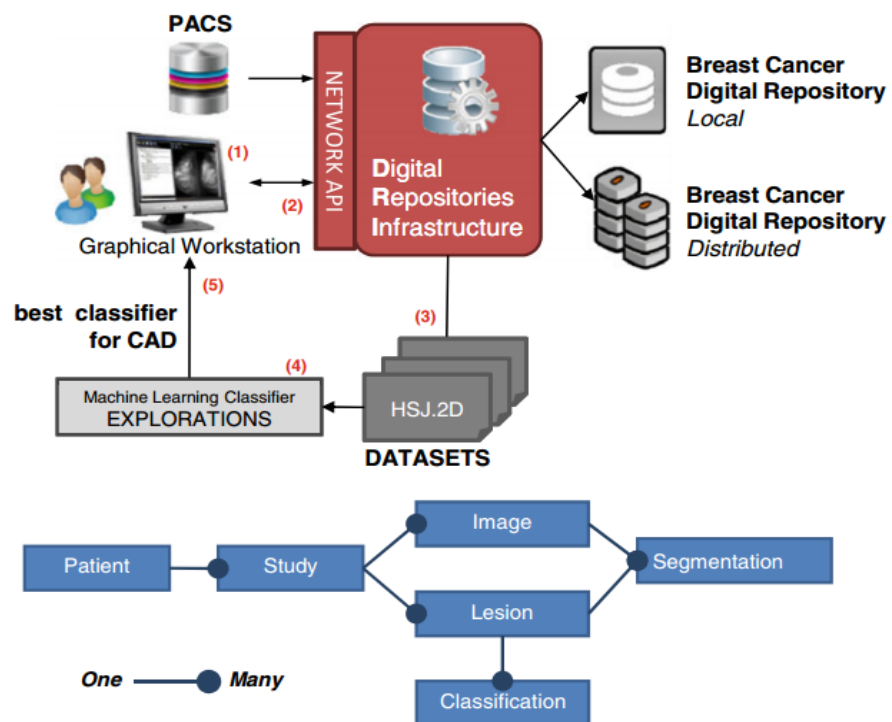 PACS
NETWORK API
Digital
Repositories
Infrastructure
Breast Cancer
Digital Repository
Local
Breast Cancer
Digital Repository
Distributed
(1)
(2)
Graphical Workstation
(5)
best classifier
for CAD
(3)
(4)
Machine Learning Classifier
EXPLORATIONS
HSJ.2D
DATASETS
Image
Patient
Study
Segmentation
Lesion
One
Many
Classification